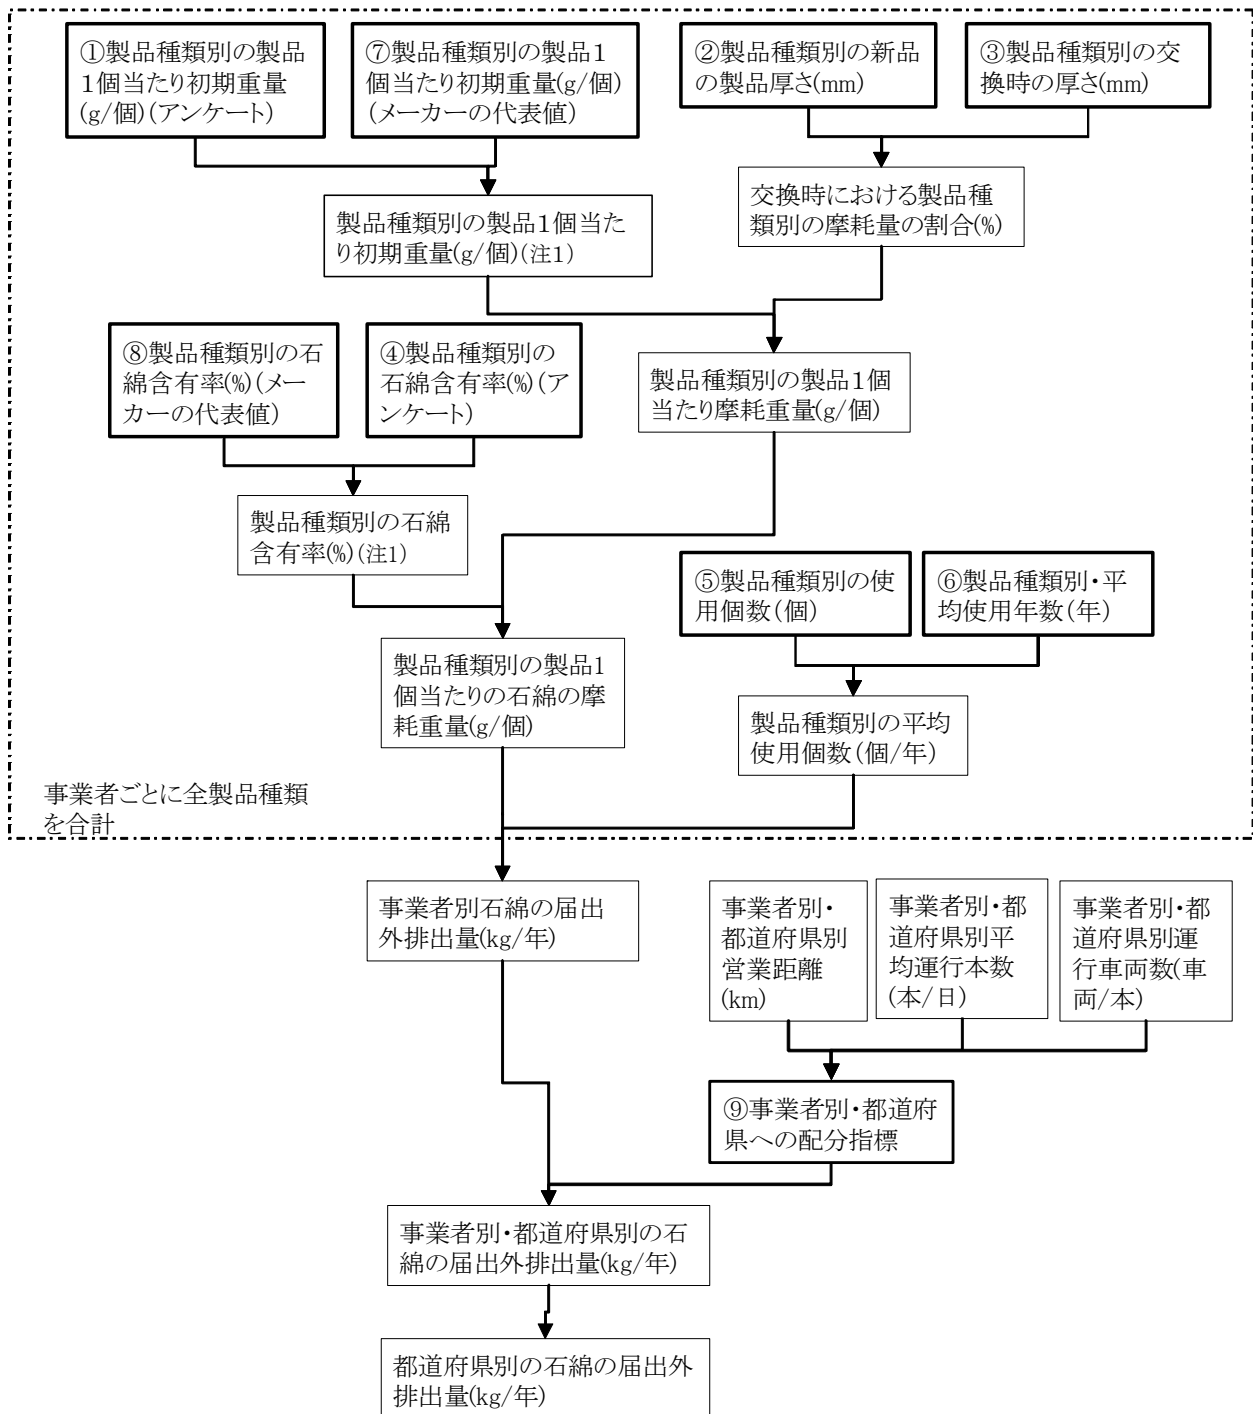 ①製品種類別の製品
1個当たり初期重量
(g/個)(アンケート)
⑦製品種類別の製品1
個当たり初期重量(g/個)
(メーカーの代表値)
②製品種類別の新品
の製品厚さ(mm)
③製品種類別の交
換時の厚さ(mm)
製品種類別の製品1個当た
り初期重量(g/個)(注1)
交換時における製品種
類別の摩耗量の割合(%)
⑧製品種類別の石
綿含有率(%)(メー
カーの代表値)
④製品種類別の
石綿含有率(%)(ア
ンケート)
製品種類別の製品1個
当たり摩耗重量(g/個)
製品種類別の石綿
含有率(%)(注1)
⑤製品種類別の使
用個数(個)
⑥製品種類別・平
均使用年数(年)
製品種類別の製品1
個当たりの石綿の摩
耗重量(g/個)
製品種類別の平均
使用個数(個/年)
事業者ごとに全製品種類
を合計
事業者別石綿の届出
外排出量(kg/年)
事業者別・
都道府県別
営業距離
(km)
事業者別・都
道府県別平
均運行本数
(本/日)
事業者別・都
道府県別運
行車両数(車
両/本)
⑨事業者別・都道府
県への配分指標
事業者別・都道府県別の石
綿の届出外排出量(kg/年)
都道府県別の石綿の届出外
排出量(kg/年)